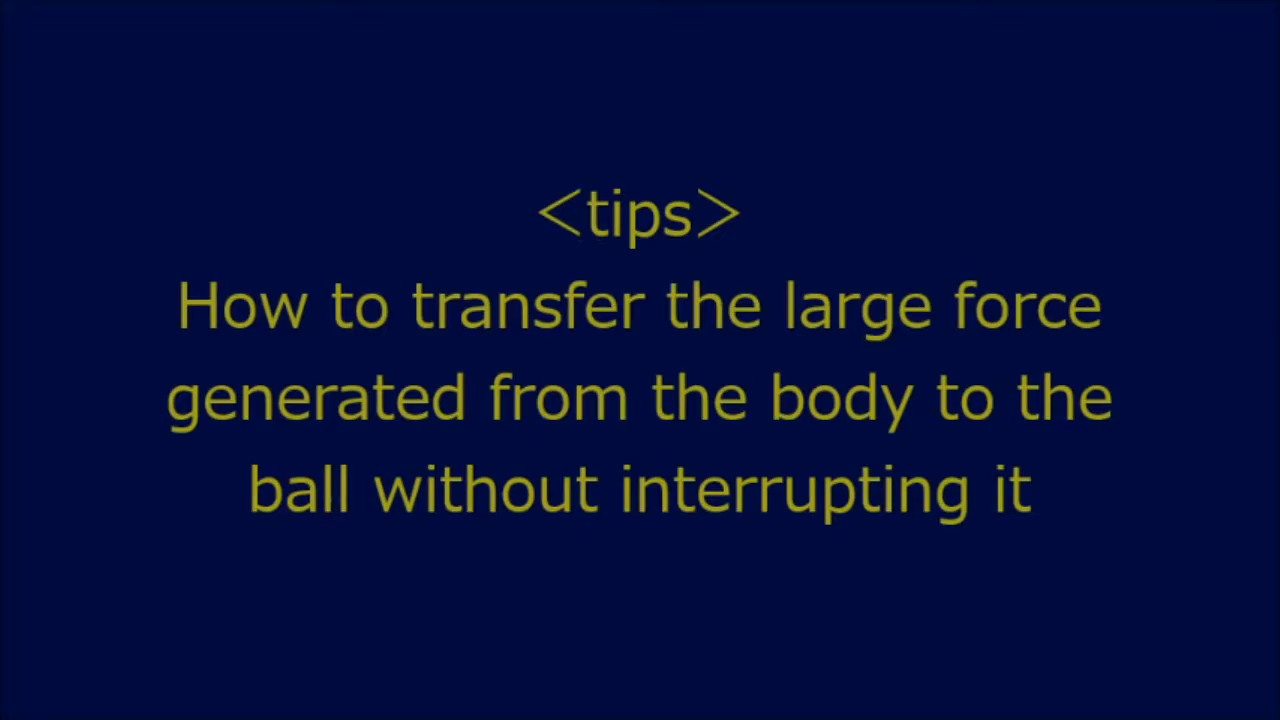 <tips>
How to transfer the large force
generated from the body to the
ball without interrupting it